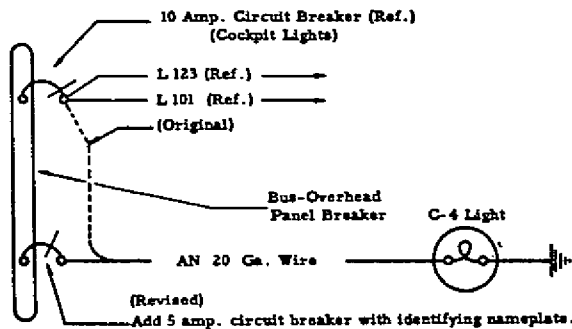 10 Amp. Circuit Breaker (Ref.)
(Cockpit Lights)
L 123 (Ref.)
L 101 (Ref.)
(Original)
Bus-Overhead
Panel Breaker
C-4 Light
AN 20 Ga. Wire
(Revised)
Add 5 amp. circuit breaker with identifying nameplate.